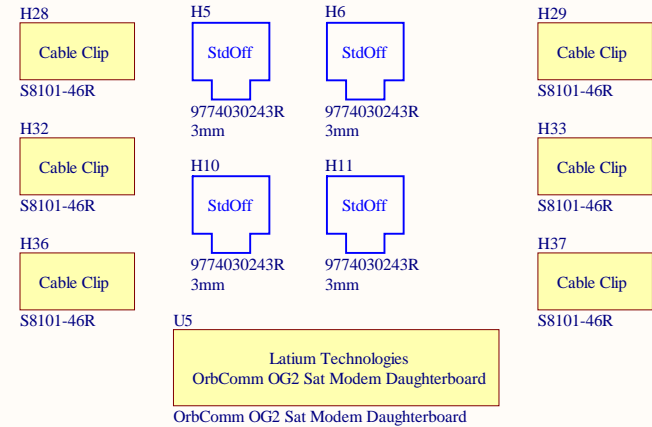 H28
Cable Clip
S8101-46R
H5
StdOff
9774030243R
3mm
H6
StdOff
9774030243R
3mm
H29
Cable Clip
S8101-46R
H32
Cable Clip
S8101-46R
H10
StdOff
9774030243R
3mm
H11
StdOff
9774030243R
3mm
H33
Cable Clip
S8101-46R
H36
Cable Clip
S8101-46R
H37
Cable Clip
S8101-46R
U5
Latium Technologies
OrbComm OG2 Sat Modem Daughterboard
OrbComm OG2 Sat Modem Daughterboard